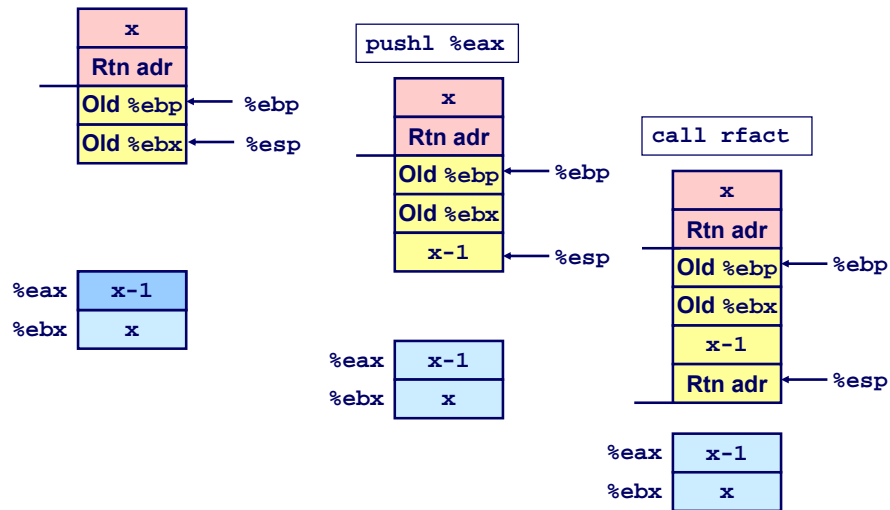 x
Rtn adr
Old %ebp %ebp
Old %ebx %esp
%eax x-1
%ebx x
pushl %eax
x
Rtn adr
Old %ebp %ebp
Old %ebx
x-1 %esp
%eax x-1
%ebx x
call rfact
x
Rtn adr
Old %ebp %ebp
Old %ebx
x-1
Rtn adr %esp
%eax x-1
%ebx x